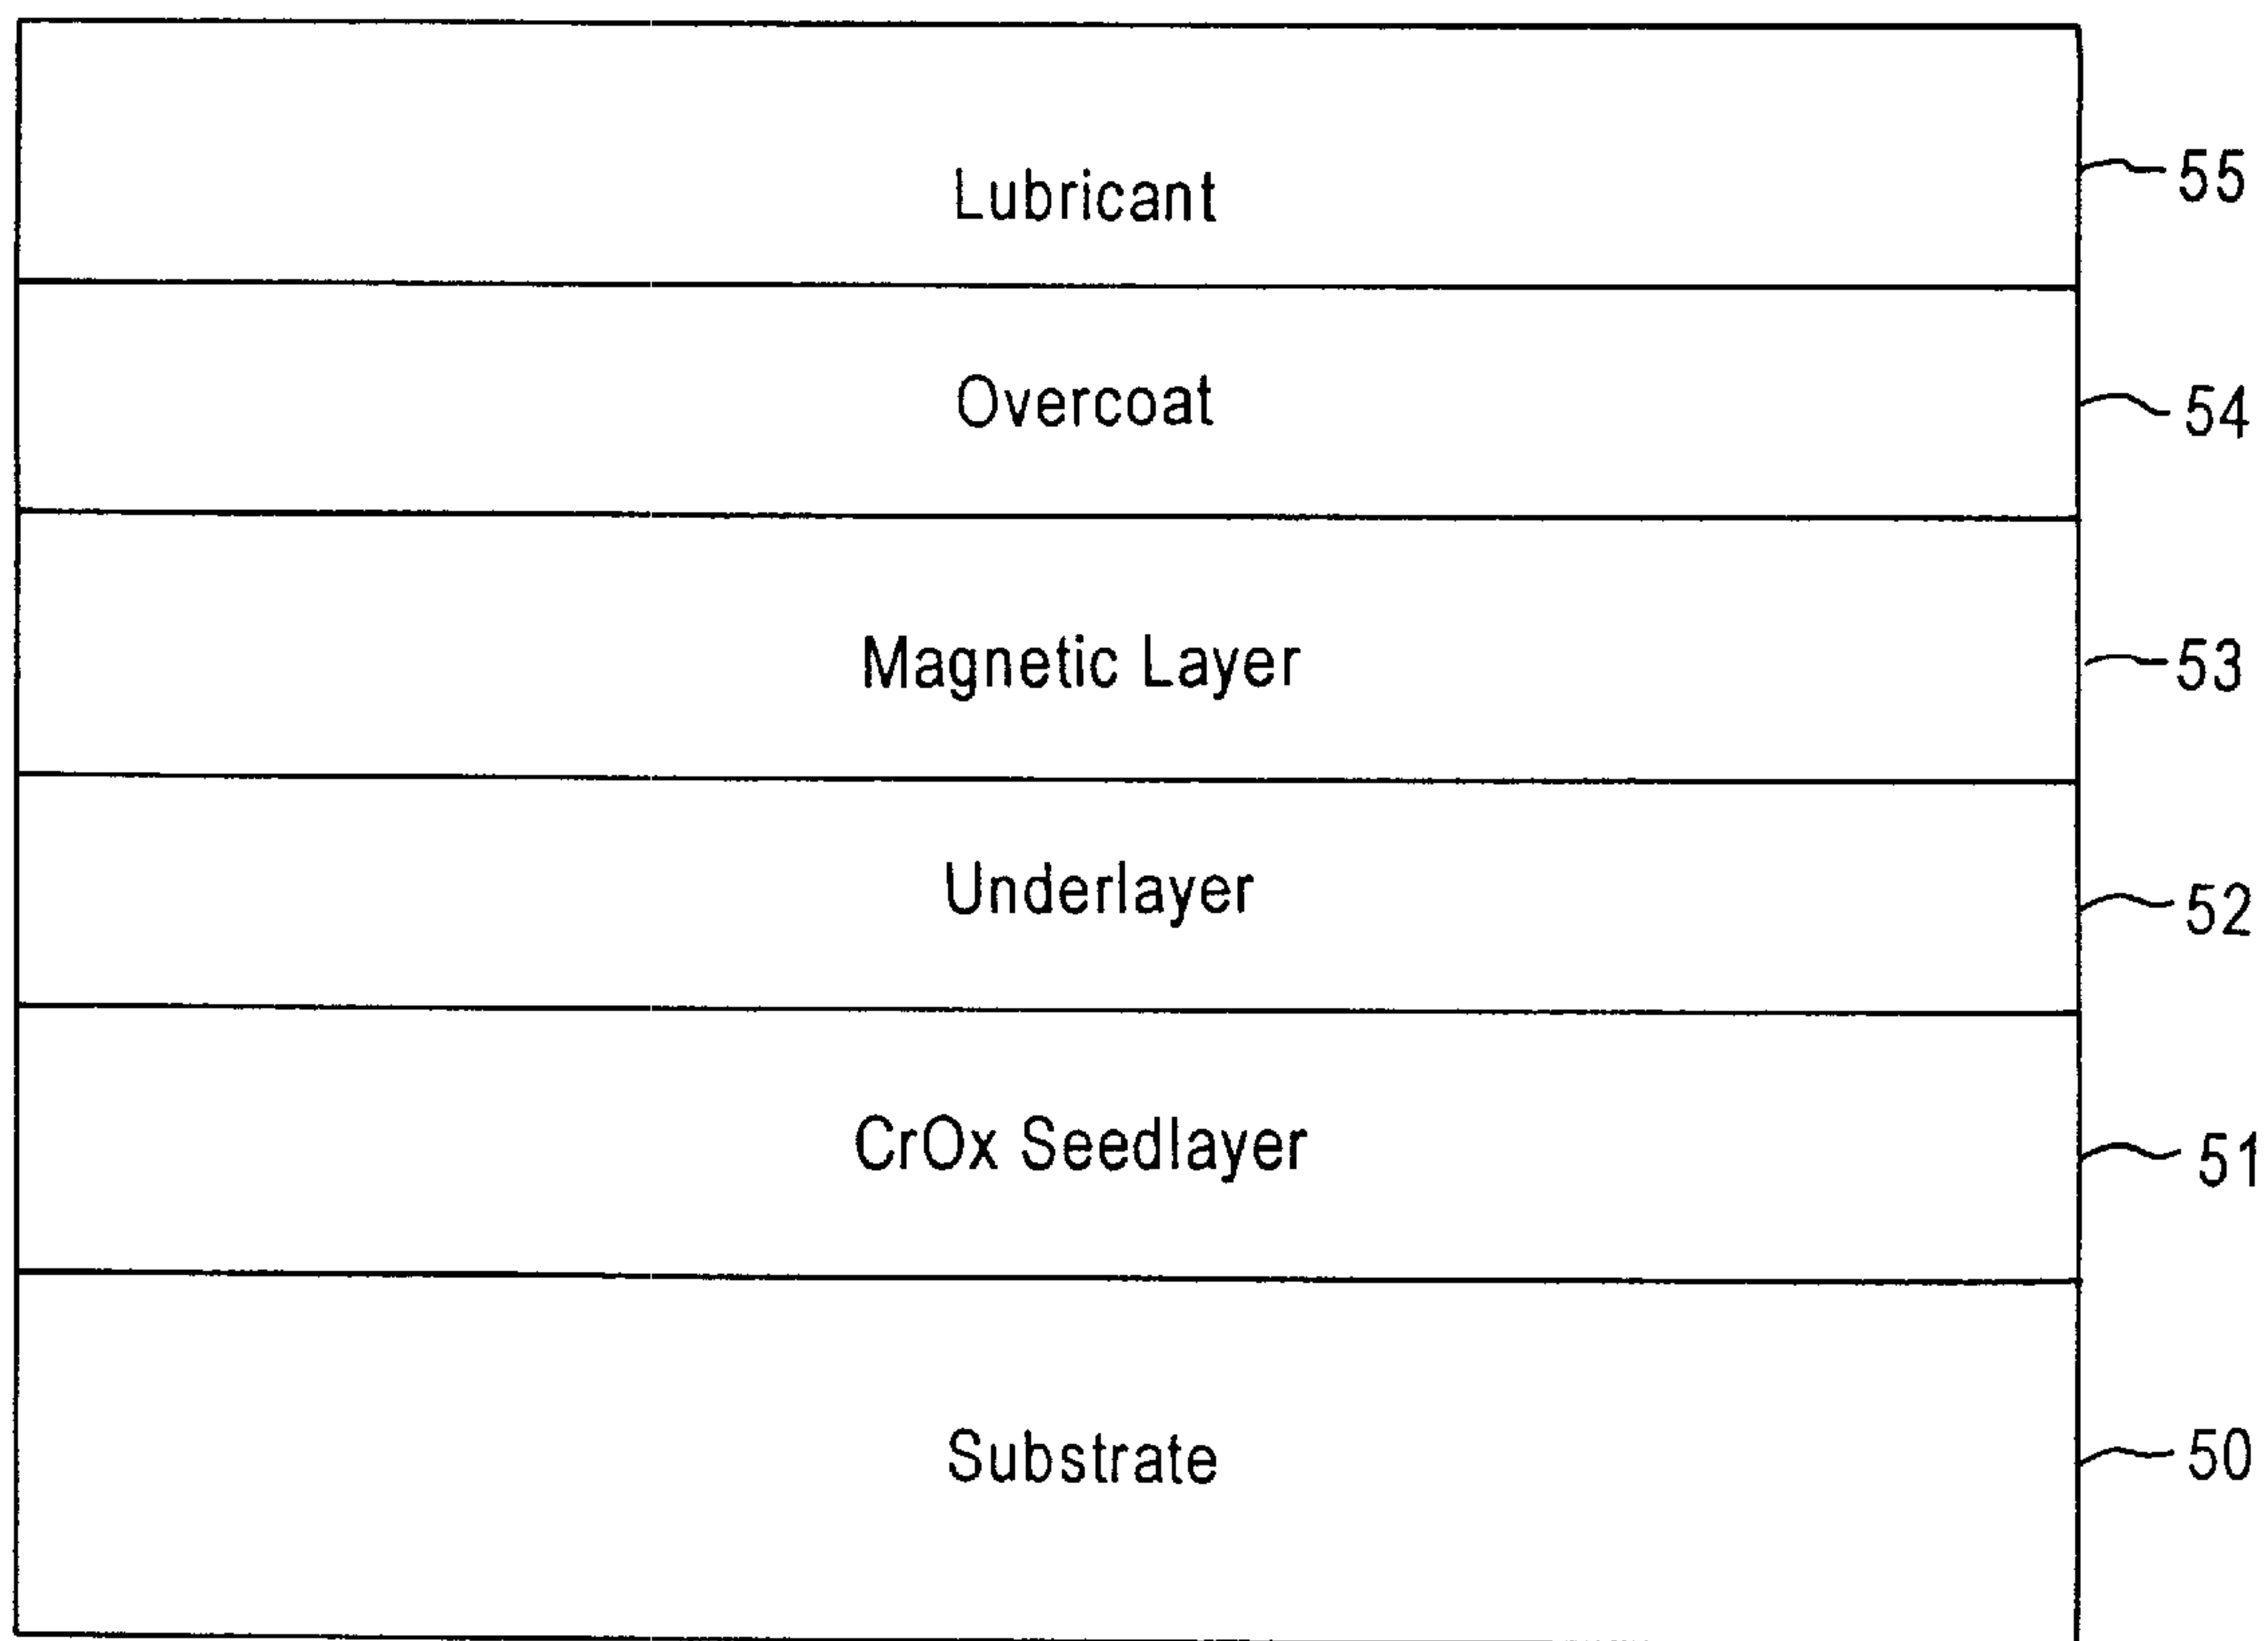 Lubricant 55
Overcoat 54
Magnetic Layer 53
Underlayer 52
CrOx Seedlayer 51
Substrate 50